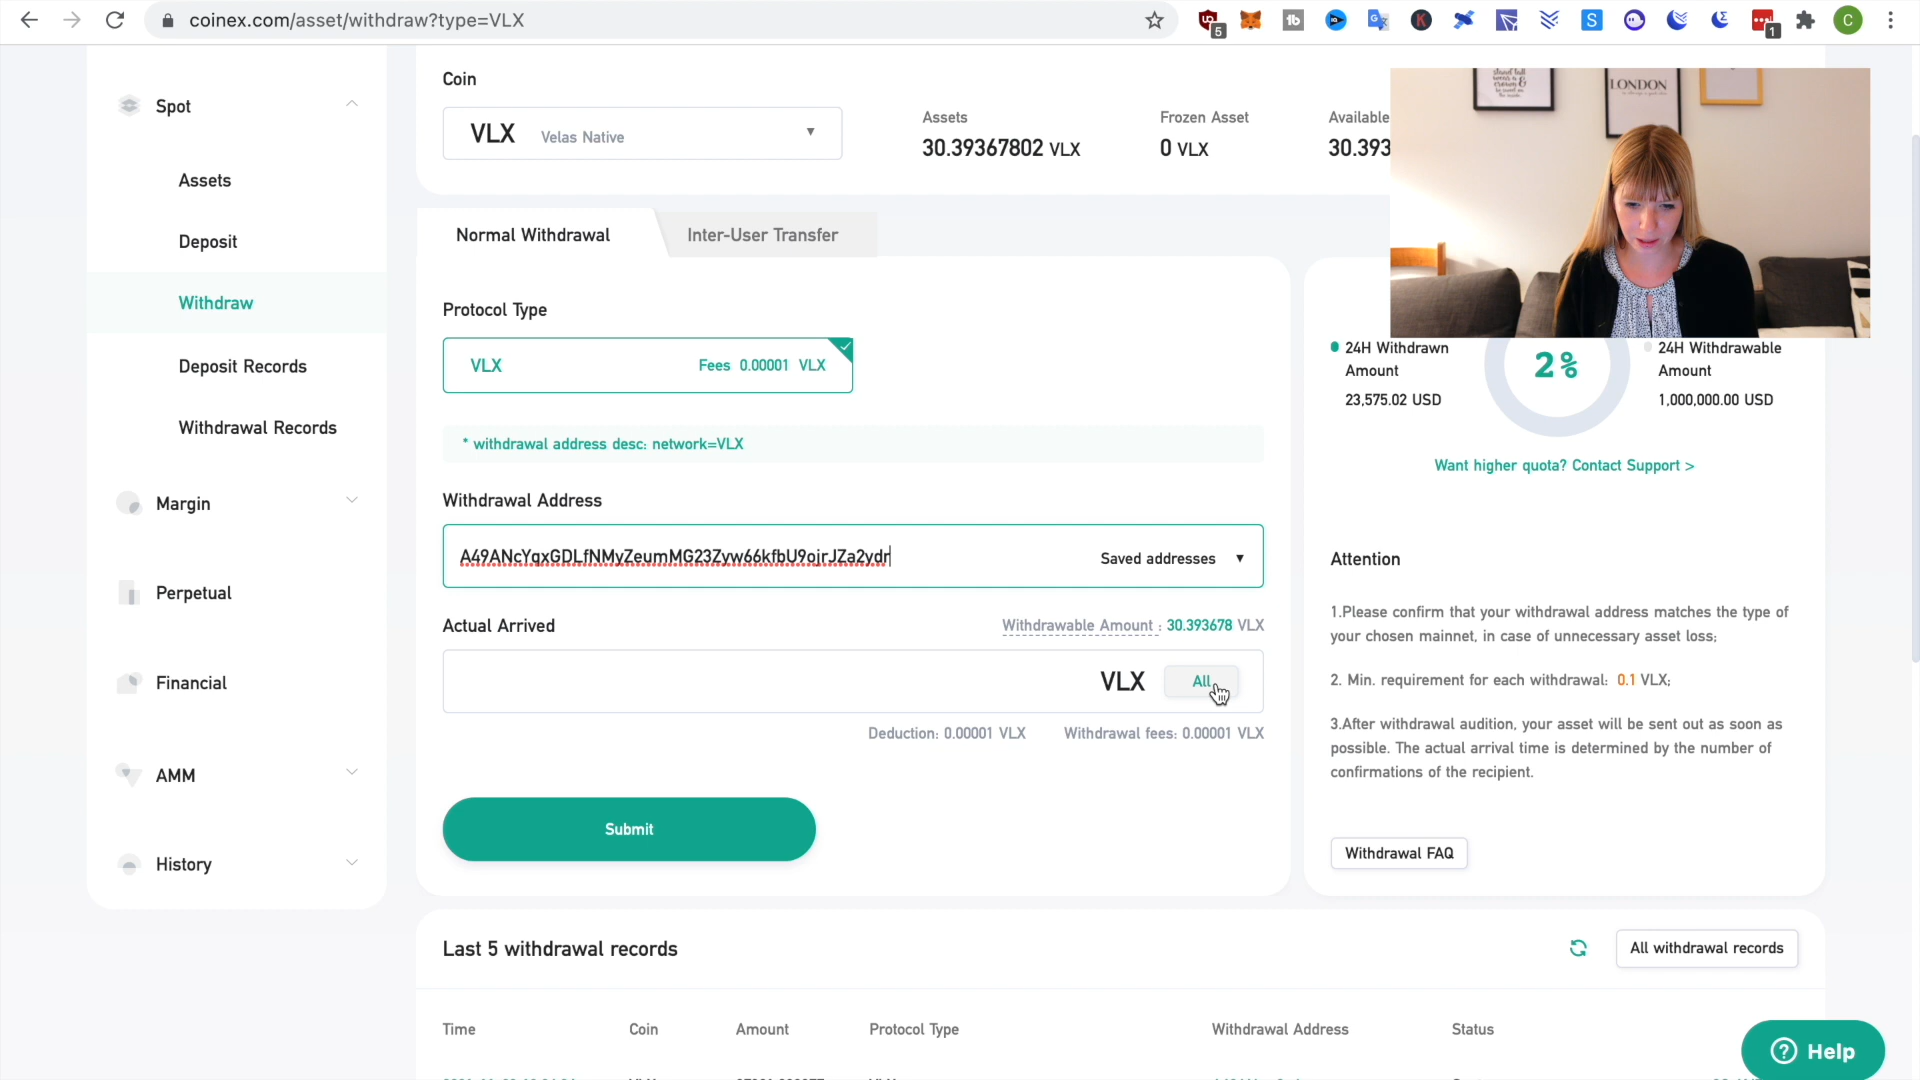 coinex.com/asset/withdraw?type=VLX
5
1
C
Coin
VLX Velas Native
Assets
30.39367802 VLX
Frozen Asset
0 VLX
Available
30.393
LONDON
Spot
Assets
Deposit
Withdraw
Deposit Records
Withdrawal Records
Margin
Perpetual
Financial
AMM
History
Normal Withdrawal
Inter-User Transfer
Protocol Type
VLX Fees 0.00001 VLX
* withdrawal address desc: network=VLX
Withdrawal Address
A49ANcYqxGDLfNMyZeumMG23Zyw66kfbU9ojrJZa2ydr
Saved addresses
Actual Arrived
Withdrawable Amount : 30.393678 VLX
VLX All
Deduction: 0.00001 VLX Withdrawal fees: 0.00001 VLX
Submit
24H Withdrawn
Amount
23,575.02 USD
2%
24H Withdrawable
Amount
1,000,000.00 USD
Want higher quota? Contact Support >
Attention
1.Please confirm that your withdrawal address matches the type of
your chosen mainnet, in case of unnecessary asset loss;
2. Min. requirement for each withdrawal: 0.1 VLX;
3.After withdrawal audition, your asset will be sent out as soon as
possible. The actual arrival time is determined by the number of
confirmations of the recipient.
Withdrawal FAQ
Last 5 withdrawal records
All withdrawal records
Time Coin Amount Protocol Type Withdrawal Address Status
Help